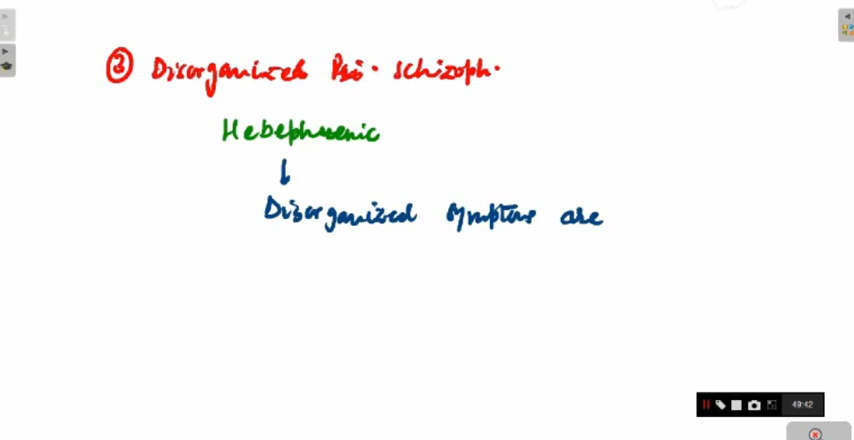 ③ Disorganized schizoph.
Hebephrenic
↓
Disorganized symptoms are
49:42